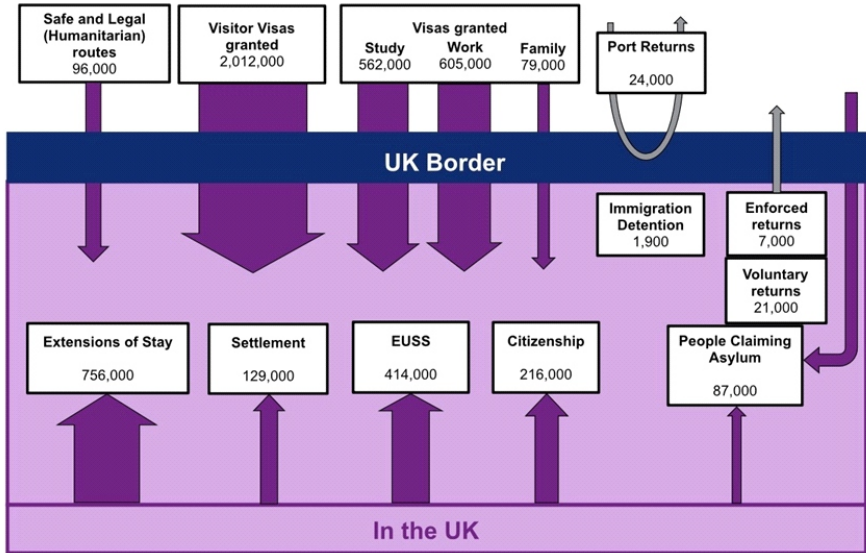 Safe and Legal
(Humanitarian)
routes
96,000
Visitor Visas
granted
2,012,000
Visas granted
Study Work Family
562,000 605,000 79,000
Port Returns
24,000
UK Border
Immigration
Detention
1,900
Enforced
returns
7,000
Voluntary
returns
21,000
Extensions of Stay
756,000
Settlement
129,000
EUSS
414,000
Citizenship
216,000
People Claiming
Asylum
87,000
In the UK